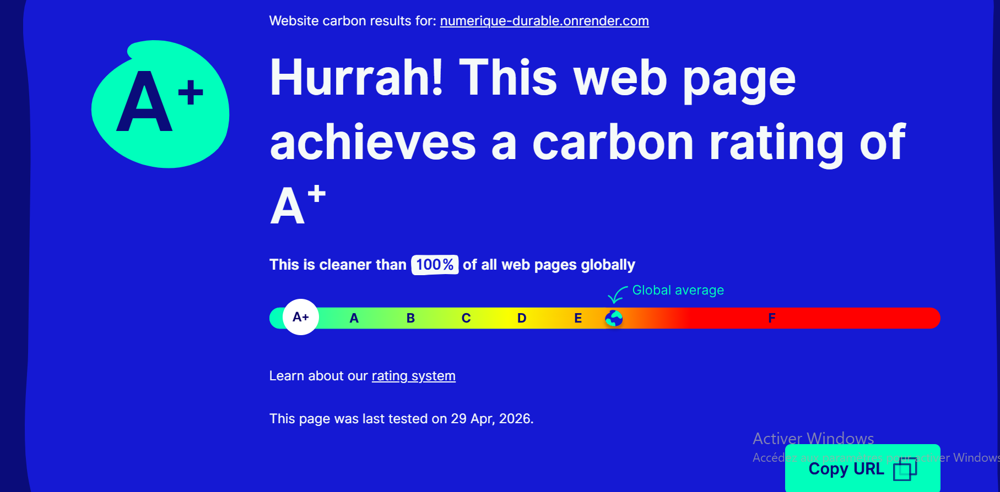 Website carbon results for: numerique-durable.onrender.com
A+
Hurrah! This web page
achieves a carbon rating of
A+
This is cleaner than 100% of all web pages globally
Global average
A+ A B C D E F
Learn about our rating system
This page was last tested on 29 Apr, 2026.
Activer Windows
Accédez aux paramètres pour activer Windows
Copy URL